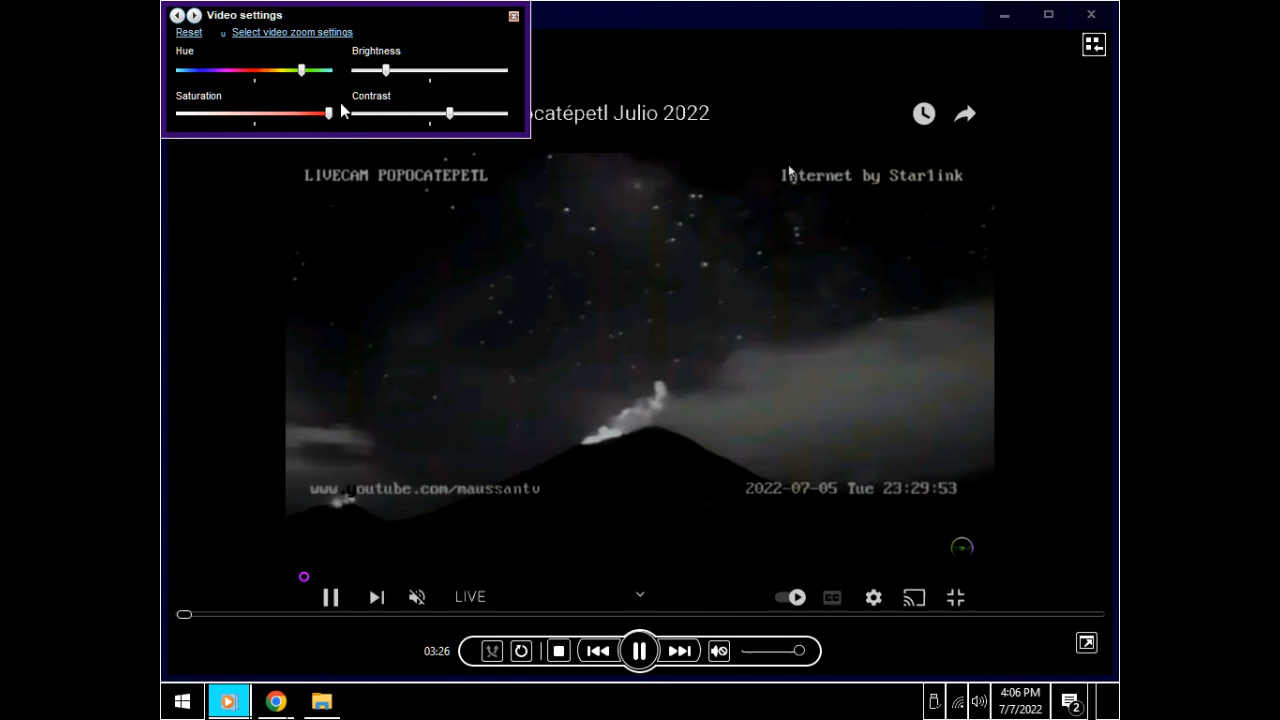 Video settings
Reset
u
Select video zoom settings
Hue
Brightness
Saturation
Contrast
ocatépetl Julio 2022
LIVECAM POPOCATEPETL
Internet by Starlink
www.youtube.com/maussantv
2022-07-05 Tue 23:29:53
LIVE
CC
03:26
4:06 PM
7/7/2022
2